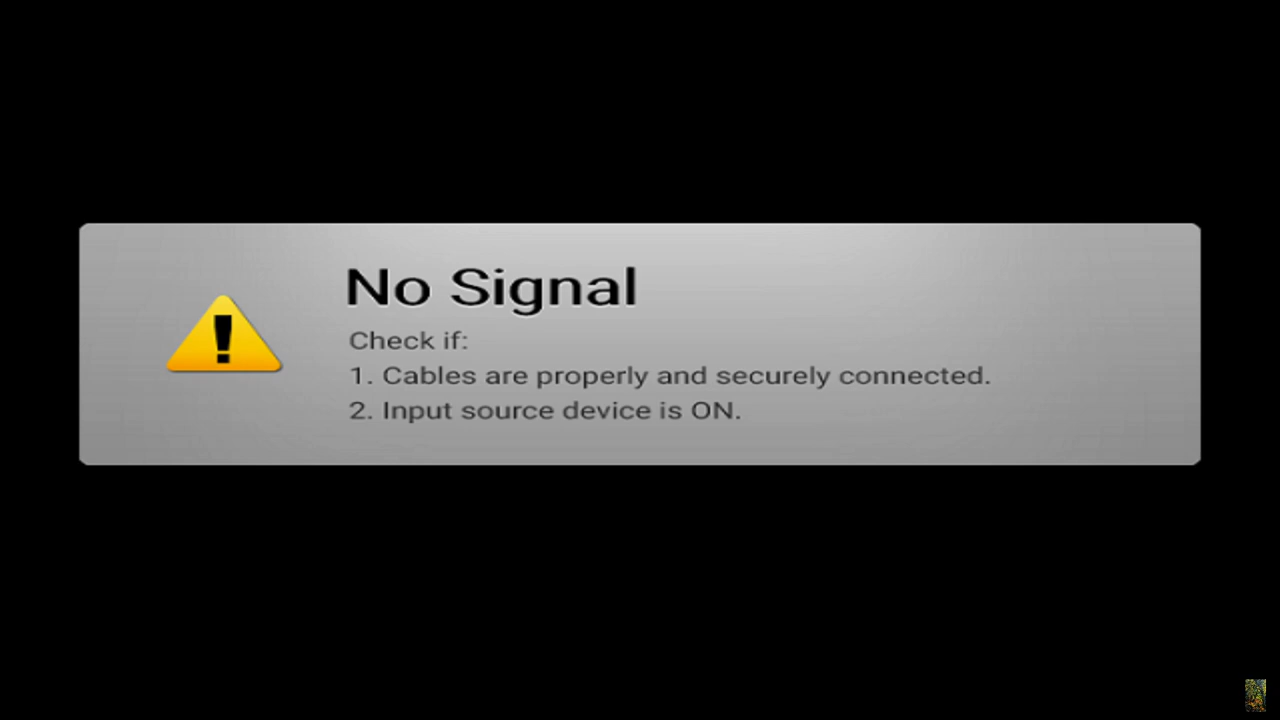 No Signal
Check if:
1. Cables are properly and securely connected.
2. Input source device is ON.